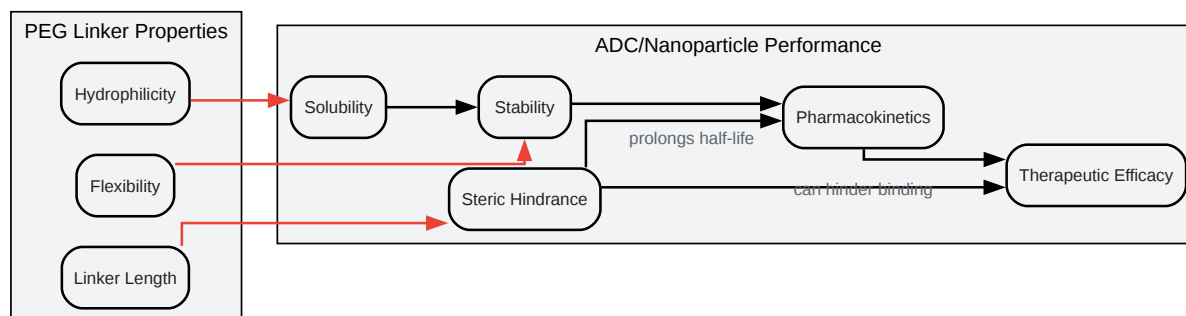 PEG Linker Properties
Hydrophilicity
Flexibility
Linker Length
ADC/Nanoparticle Performance
Solubility
Stability
Pharmacokinetics
prolongs half-life
Steric Hindrance
can hinder binding
Therapeutic Efficacy